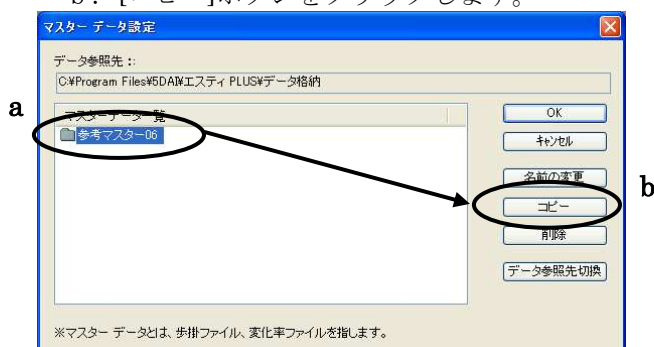 b. [コピー]ボタンをクリックします。
マスター データ設定
データ参照先 ::
C:¥Program Files¥5DAI¥エスティ PLUS¥データ格納
a
マスターデータ一覧
OK
参考マスター06
キャンセル
名前の変更
b
コピー
削除
データ参照先切換
※マスター データとは、歩掛ファイル、変化率ファイルを指します。